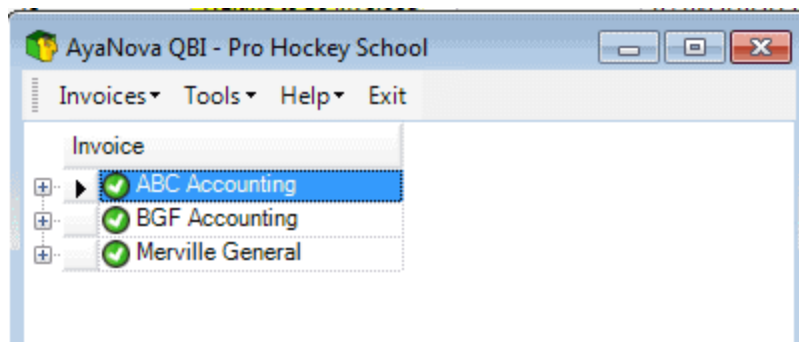 AyaNova QBI - Pro Hockey School
Invoices Tools Help Exit
Invoice
ABC Accounting
BGF Accounting
Merville General